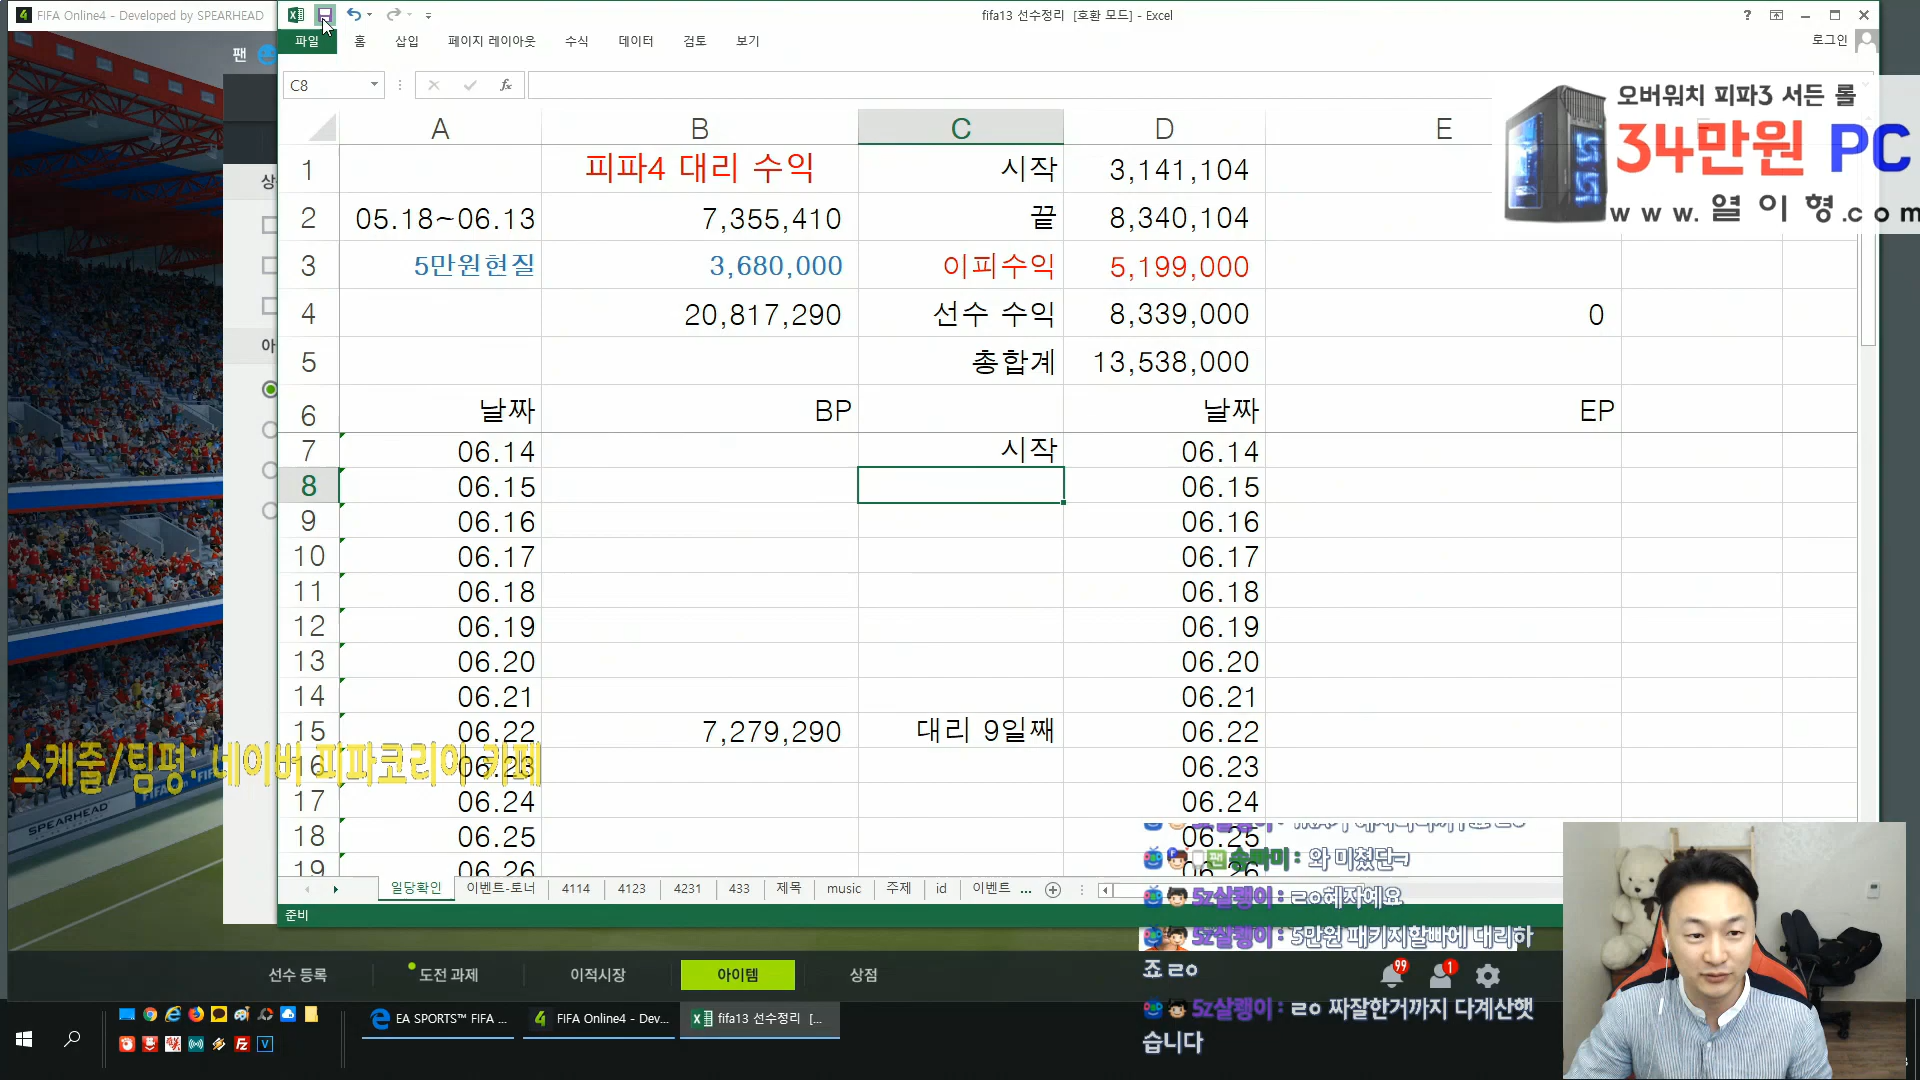 FIFA Online4 - Developed by SPEARHEAD
fifa13 선수정리 [호환 모드] - Excel
파일 홈 삽입 페이지 레이아웃 수식 데이터 검토 보기
로그인
팬
C8
오버워치 피파3 서든 롤
34만원 PC
www.열이형.com
A B C D E
1 피파4 대리 수익 시작 3,141,104
2 05.18~06.13 7,355,410 끝 8,340,104
3 5만원현질 3,680,000 이피수익 5,199,000
4 20,817,290 선수 수익 8,339,000 0
5 총합계 13,538,000
6 날짜 BP 날짜 EP
7 06.14 시작 06.14
8 06.15 06.15
9 06.16 06.16
10 06.17 06.17
11 06.18 06.18
12 06.19 06.19
13 06.20 06.20
14 06.21 06.21
15 06.22 7,279,290 대리 9일째 06.22
스케줄/팀평: 네이버 피파코리아 카페
16 06.23 06.23
17 06.24 06.24
18 06.25 06.25
19 06.26
SPEARHEAD
일당확인 이벤트-토너 4114 4123 4231 433 제목 music 주제 id 이벤트 ...
준비
와 미쳤단ㅋ
5z살쾡이 : ㄹㅇ혜자예요
5z살쾡이 : 5만원 패키지할빠에 대리하
죠 ㄹㅇ
5z살쾡이 : ㄹㅇ 짜잘한거까지 다계산햇
습니다
선수 등록 도전 과제 이적시장 아이템 상점
99 1
EA SPORTS™ FIFA ...
FIFA Online4 - Dev...
fifa13 선수정리 [...